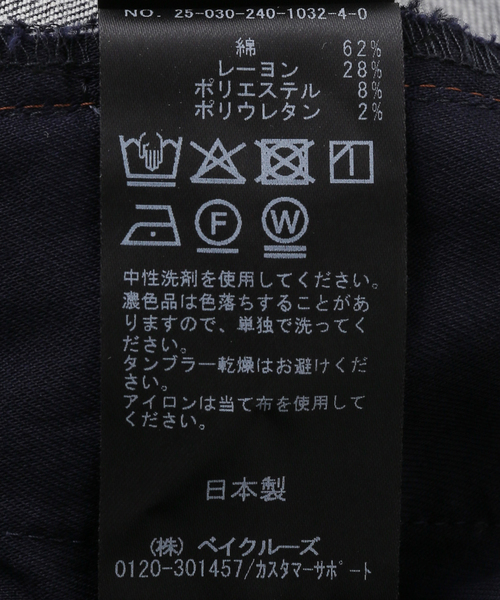 NO. 25-030-240-1032-4-0
綿 62%
レーヨン 28%
ポリエステル 8%
ポリウレタン 2%
F W
中性洗剤を使用してください。
濃色品は色落ちすることがあ
りますので、単独で洗ってく
ださい。
タンブラー乾燥はお避けくだ
さい。
アイロンは当て布を使用して
ください。
日本製
(株) ベイクルーズ
0120-301457/カスタマーサポート